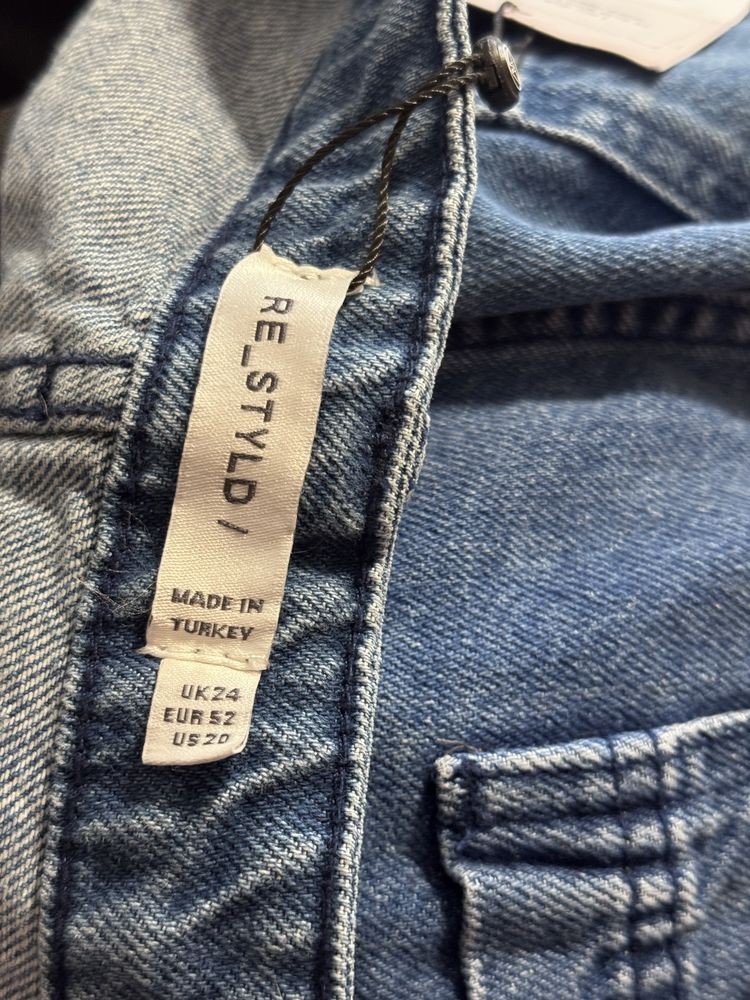 RE_STYLD /
MADE IN
TURKEY
UK 24
EUR 52
US 20